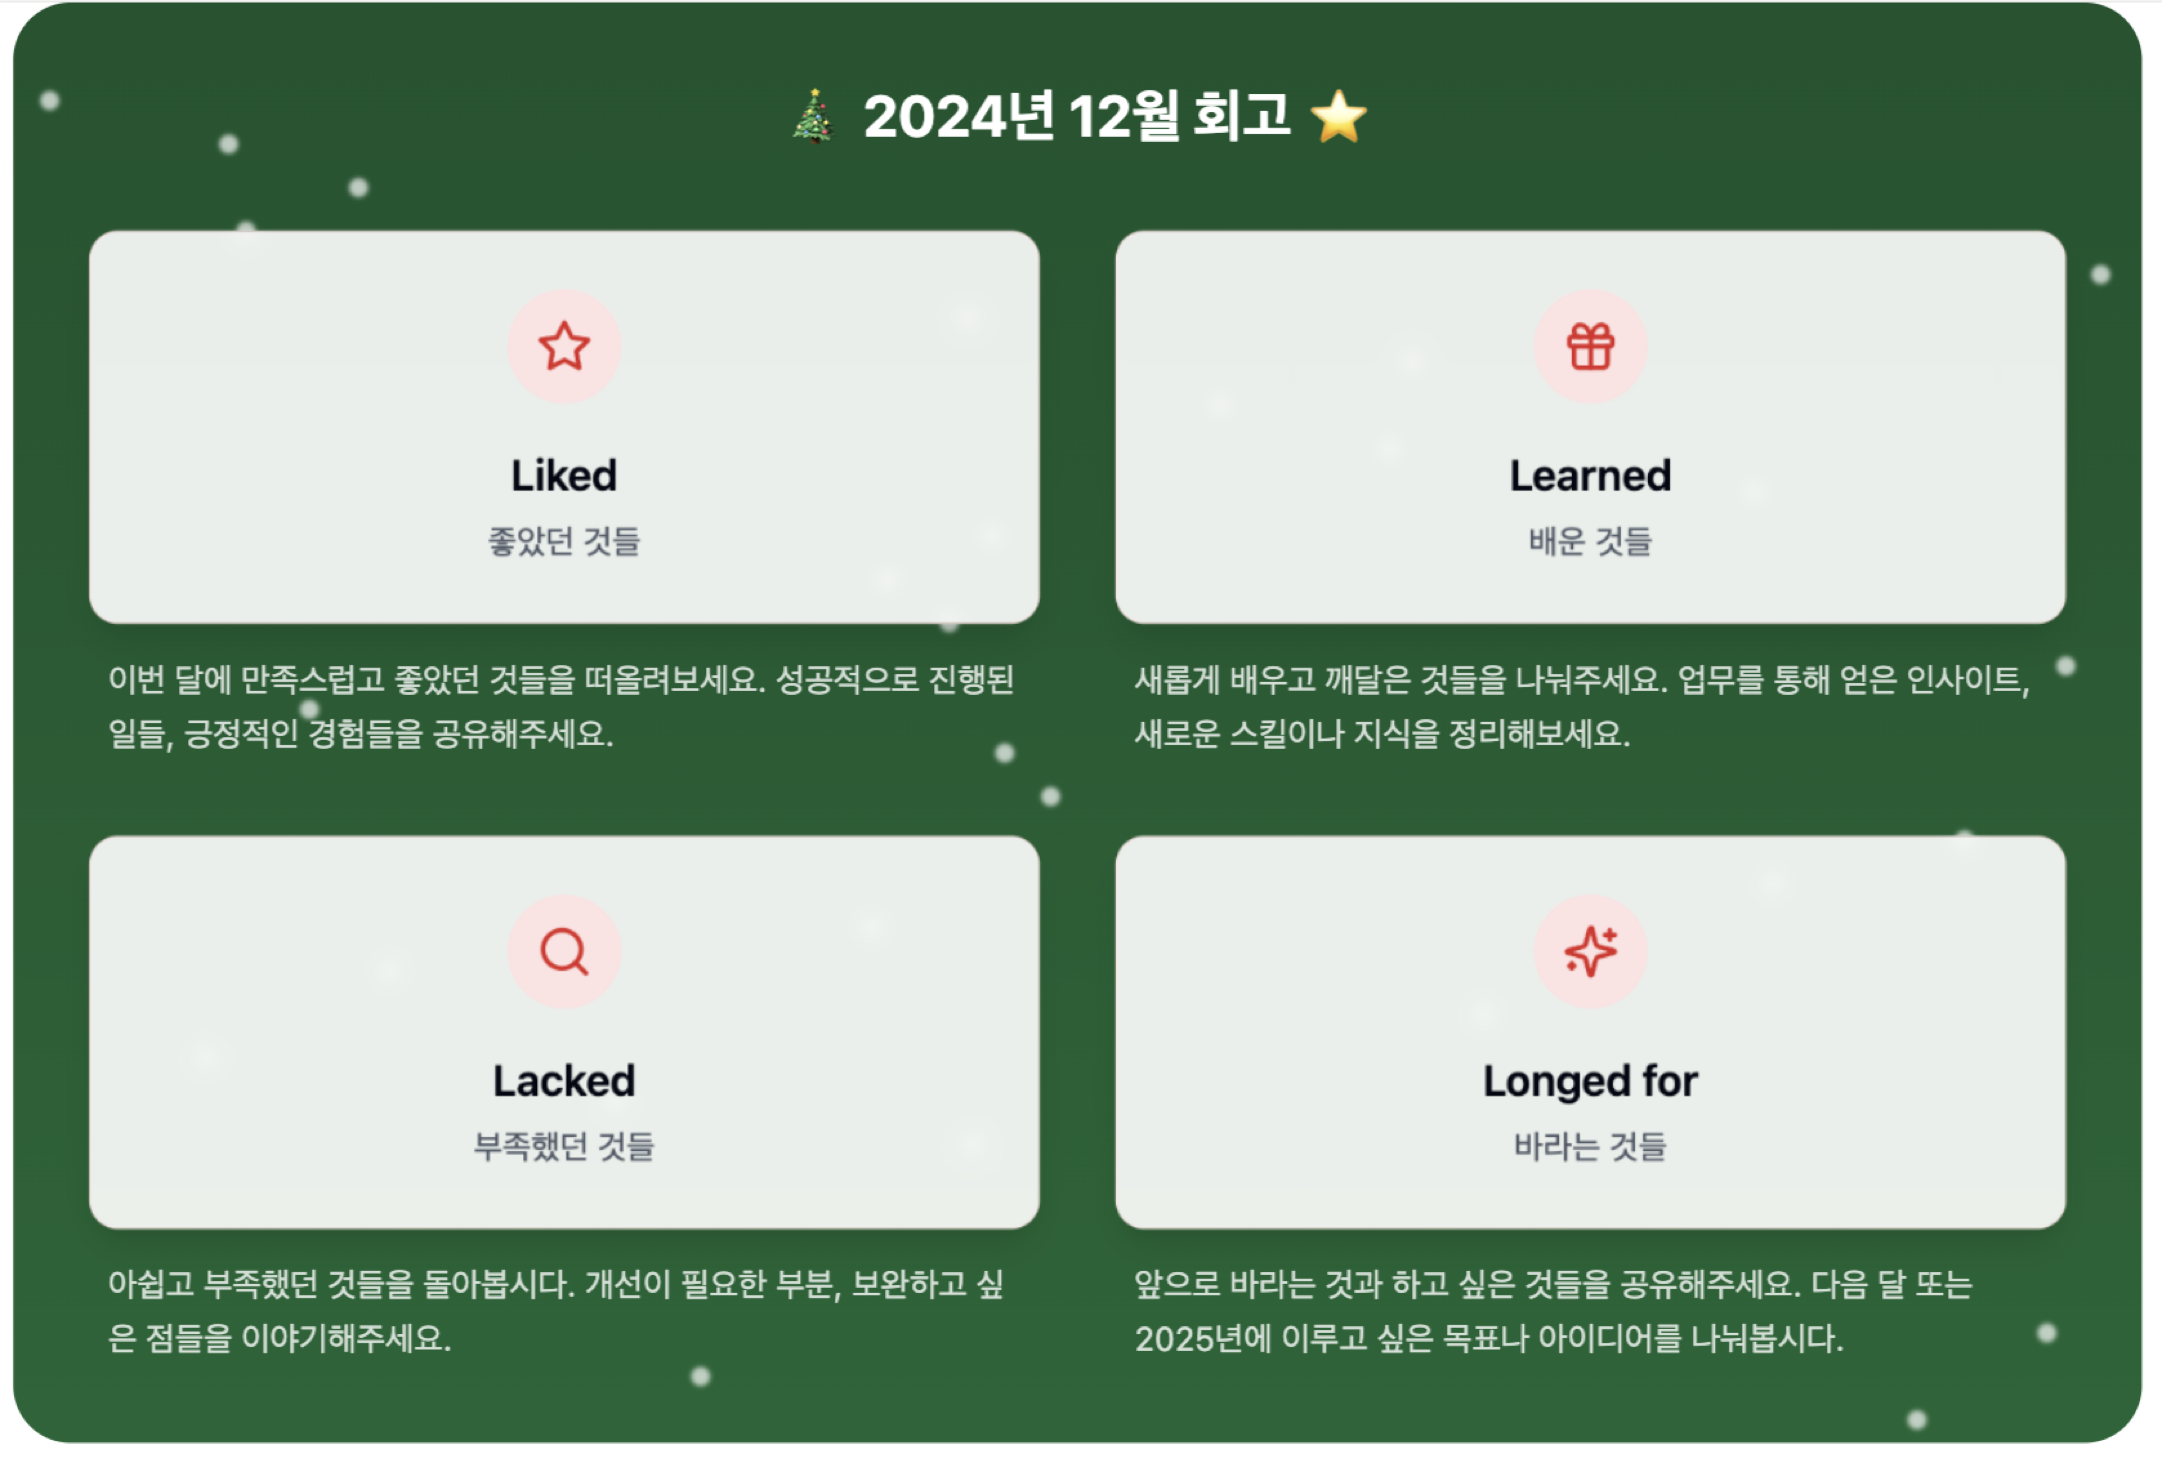 2024년 12월 회고
Liked
좋았던 것들
이번 달에 만족스럽고 좋았던 것들을 떠올려보세요. 성공적으로 진행된
일들, 긍정적인 경험들을 공유해주세요.
Learned
배운 것들
새롭게 배우고 깨달은 것들을 나눠주세요. 업무를 통해 얻은 인사이트,
새로운 스킬이나 지식을 정리해보세요.
Lacked
부족했던 것들
아쉽고 부족했던 것들을 돌아봅시다. 개선이 필요한 부분, 보완하고 싶
은 점들을 이야기해주세요.
Longed for
바라는 것들
앞으로 바라는 것과 하고 싶은 것들을 공유해주세요. 다음 달 또는
2025년에 이루고 싶은 목표나 아이디어를 나눠봅시다.